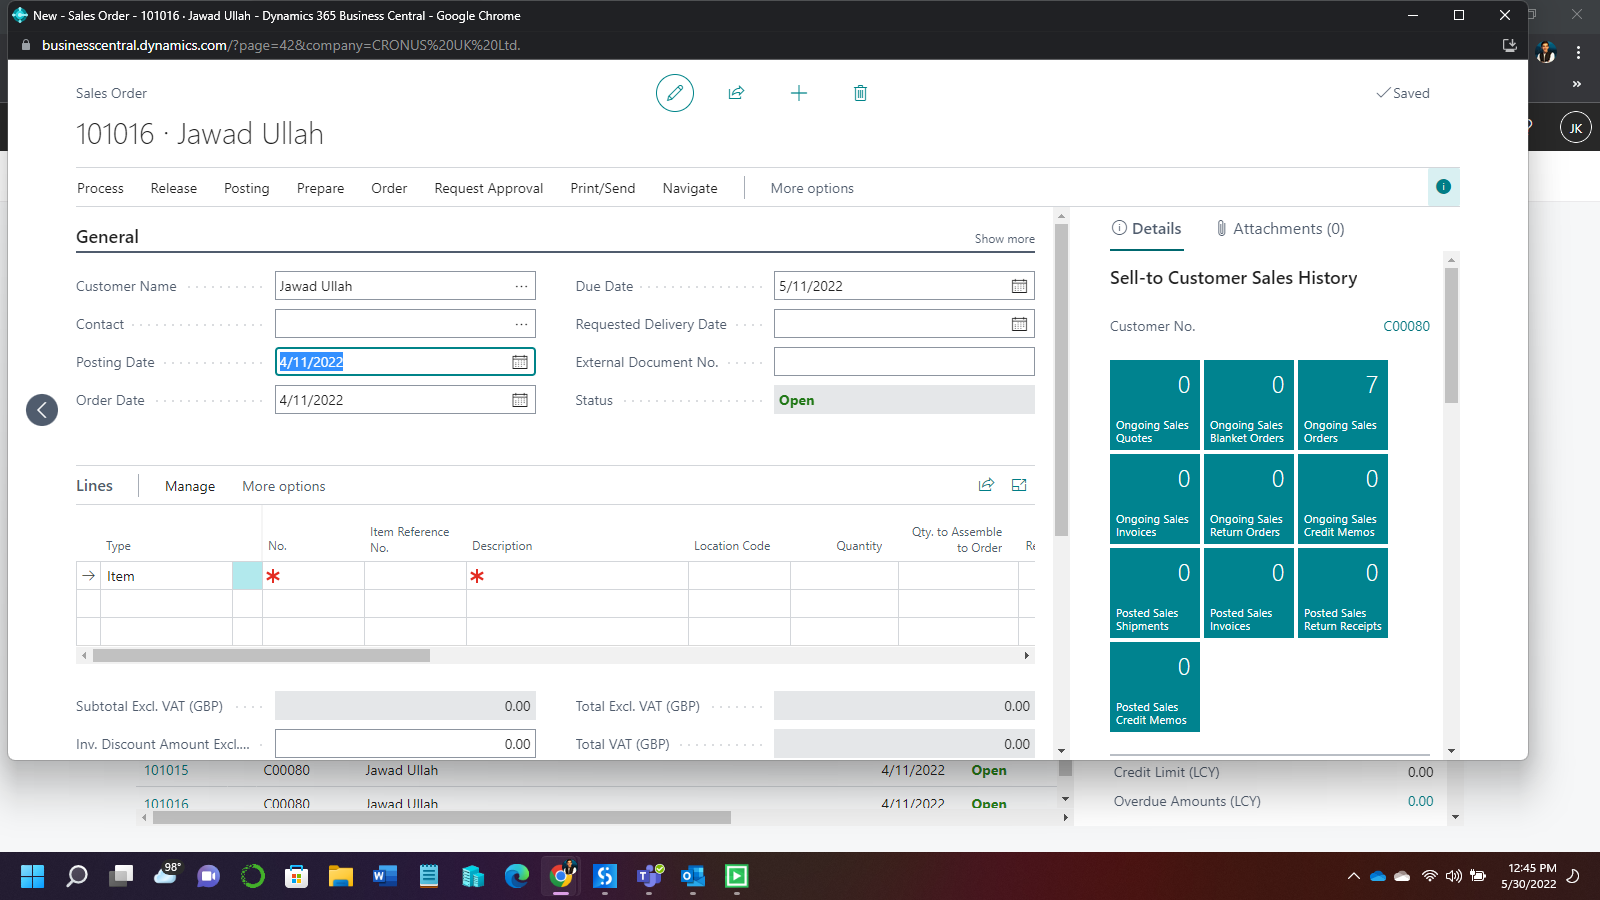 New - Sales Order - 101016 · Jawad Ullah - Dynamics 365 Business Central - Google Chrome
businesscentral.dynamics.com/?page=42&company=CRONUS%20UK%20Ltd.
Sales Order
Saved
101016 · Jawad Ullah
JK
Process Release Posting Prepare Order Request Approval Print/Send Navigate More options
General Show more
Customer Name Jawad Ullah
Contact
Posting Date 4/11/2022
Order Date 4/11/2022
Due Date 5/11/2022
Requested Delivery Date
External Document No.
Status Open
Lines Manage More options
Type No. Item Reference No. Description Location Code Quantity Qty. to Assemble to Order Re
Item * *
Subtotal Excl. VAT (GBP) 0.00 Total Excl. VAT (GBP) 0.00
Inv. Discount Amount Excl.... 0.00 Total VAT (GBP) 0.00
Details Attachments (0)
Sell-to Customer Sales History
Customer No. C00080
0 Ongoing Sales Quotes
0 Ongoing Sales Blanket Orders
7 Ongoing Sales Orders
0 Ongoing Sales Invoices
0 Ongoing Sales Return Orders
0 Ongoing Sales Credit Memos
0 Posted Sales Shipments
0 Posted Sales Invoices
0 Posted Sales Return Receipts
0 Posted Sales Credit Memos
101015 C00080 Jawad Ullah 4/11/2022 Open
101016 C00080 Jawad Ullah 4/11/2022 Open
Credit Limit (LCY) 0.00
Overdue Amounts (LCY) 0.00
98°
12:45 PM
5/30/2022